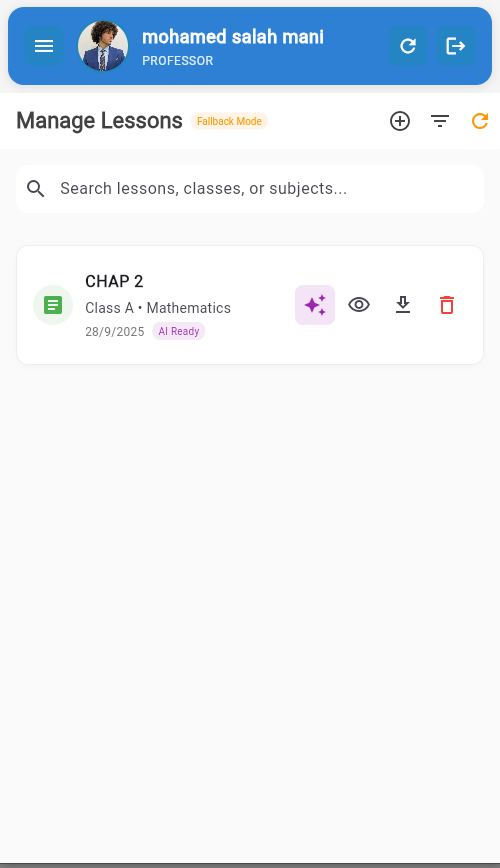 mohamed salah mani
PROFESSOR
Manage Lessons Fallback Mode
Search lessons, classes, or subjects...
CHAP 2
Class A • Mathematics
28/9/2025 AI Ready